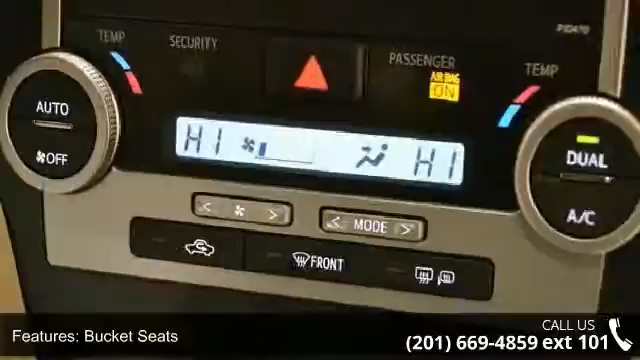 P10470
TEMP
SECURITY
PASSENGER
AIR BAG
ON
TEMP
AUTO
OFF
HI
HI
DUAL
A/C
< >
< MODE >
FRONT
Features: Bucket Seats
CALL US
(201) 669-4859 ext 101